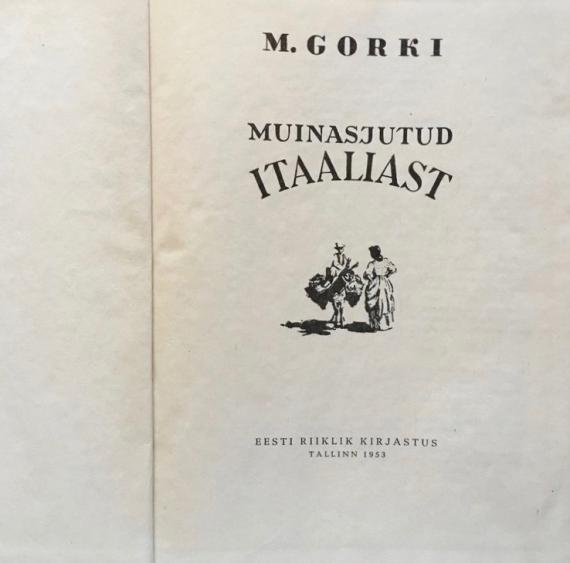 M. GORKI
MUINASJUTUD
ITAALIAST
EESTI RIIKLIK KIRJASTUS
TALLINN 1953